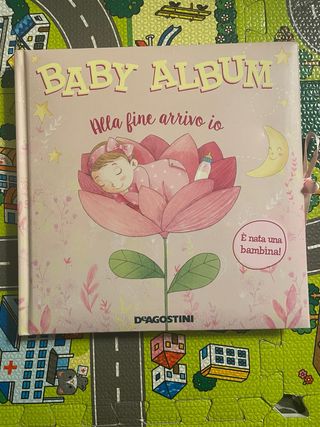 BABY ALBUM
Alla fine arrivo io
È nata una
bambina!
DeAGOSTINI